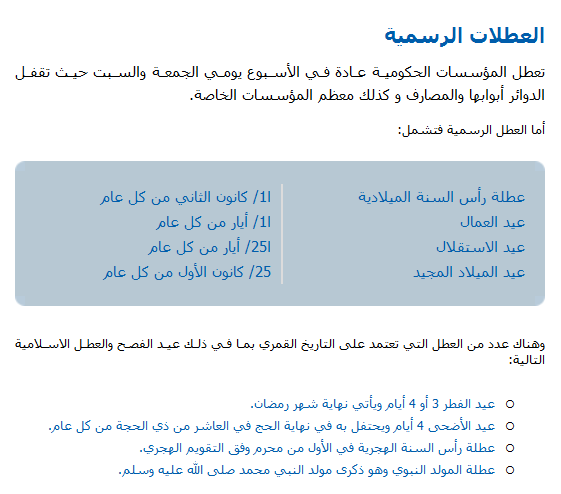 العطلات الرسمية
تعطل المؤسسات الحكومية عادة في الأسبوع يومي الجمعة والسبت حيث تقفل
الدوائر أبوابها والمصارف و كذلك معظم المؤسسات الخاصة.
أما العطل الرسمية فتشمل:
عطلة رأس السنة الميلادية ا1/ كانون الثاني من كل عام
عيد العمال ا1/ أيار من كل عام
عيد الاستقلال ا25/ أيار من كل عام
عيد الميلاد المجيد 25/ كانون الأول من كل عام
وهناك عدد من العطل التي تعتمد على التاريخ القمري بما في ذلك عيد الفصح والعطل الاسلامية
التالية:
عيد الفطر 3 أو 4 أيام ويأتي نهاية شهر رمضان.
عيد الأضحى 4 أيام ويحتفل به في نهاية الحج في العاشر من ذي الحجة من كل عام.
عطلة رأس السنة الهجرية في الأول من محرم وفق التقويم الهجري.
عطلة المولد النبوي وهو ذكرى مولد النبي محمد صلى الله عليه وسلم.